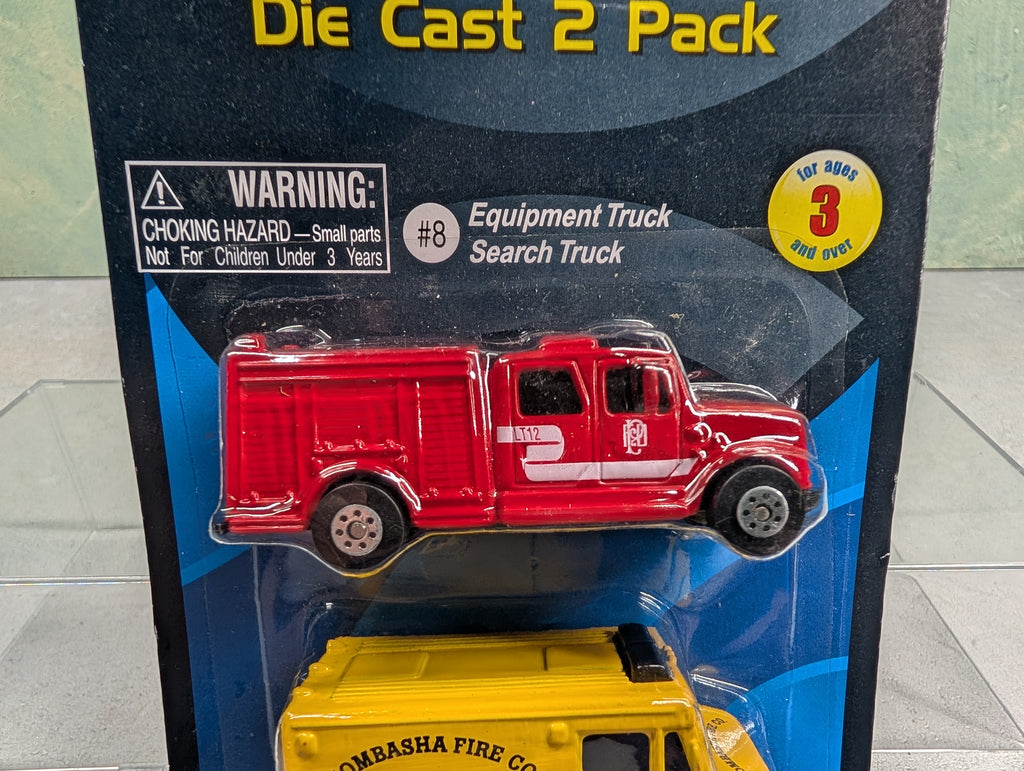 Die Cast 2 Pack
WARNING:
CHOKING HAZARD — Small parts
Not For Children Under 3 Years
#8
Equipment Truck
Search Truck
for ages
3
and over
LT12
OMBASHA FIRE CO